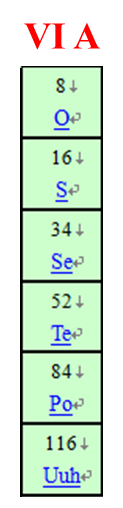 VI A
8↓
O↵
16↓
S↵
34↓
Se↵
52↓
Te↵
84↓
Po↵
116↓
Uuh↵